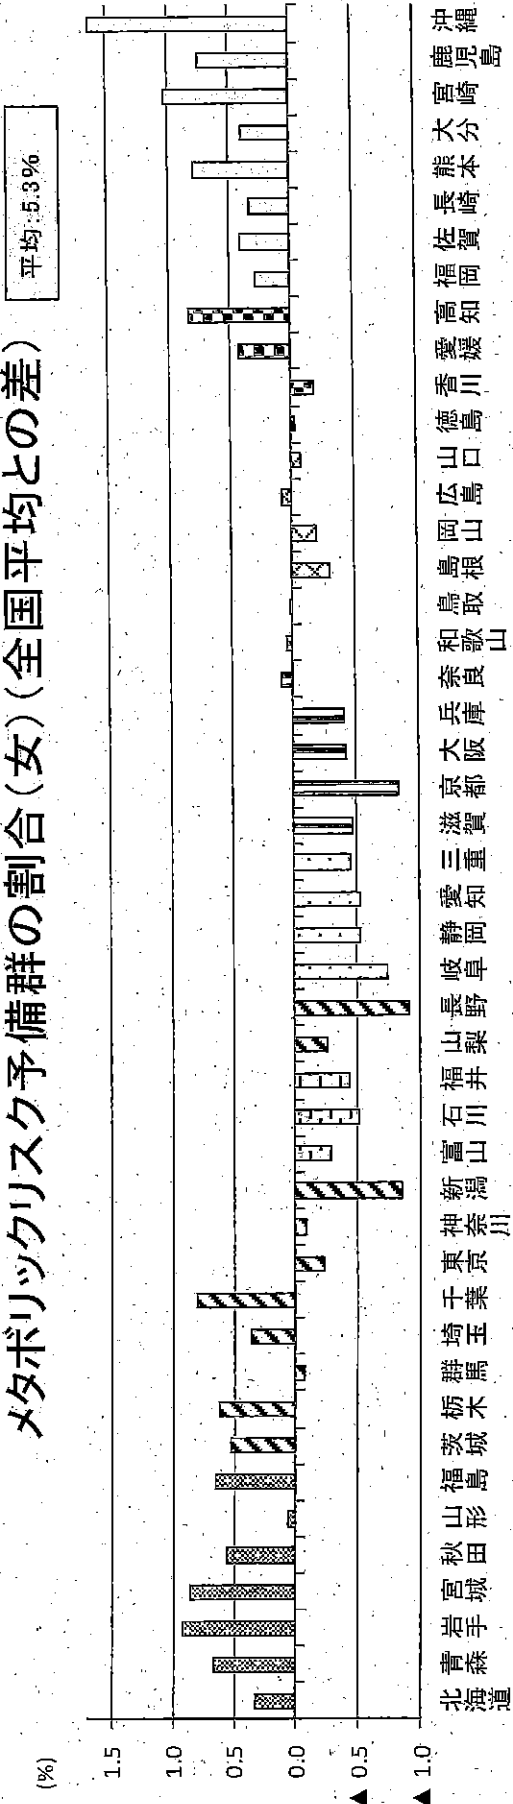 メタボリックリスク予備群の割合(女)(全国平均との差)
平均:5.3%
(%)
1.5
1.0
0.5
0.0
▲ 0.5
▲ 1.0
北海道
青森
岩手
宮城
秋田
山形
福島
茨城
栃木
群馬
埼玉
千葉
東京
神奈川
新潟
富山
石川
福井
山梨
長野
岐阜
静岡
愛知
三重
滋賀
京都
大阪
兵庫
奈良
和歌山
鳥取
島根
岡山
広島
山口
徳島
香川
愛媛
高知
福岡
佐賀
長崎
熊本
大分
宮崎
鹿児島
沖縄